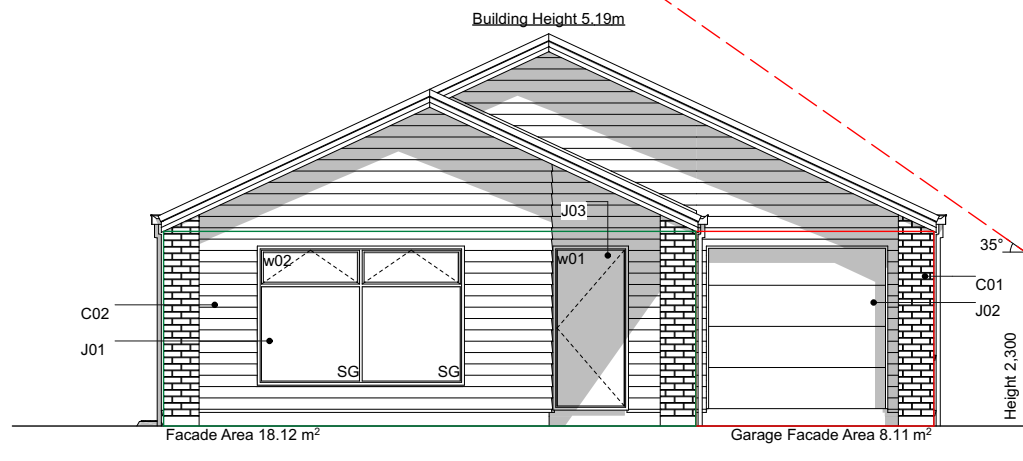 Building Height 5.19m
J03
w02
w01
35°
C02
C01
J02
J01
SG
SG
Height 2,300
Facade Area 18.12 m²
Garage Facade Area 8.11 m²